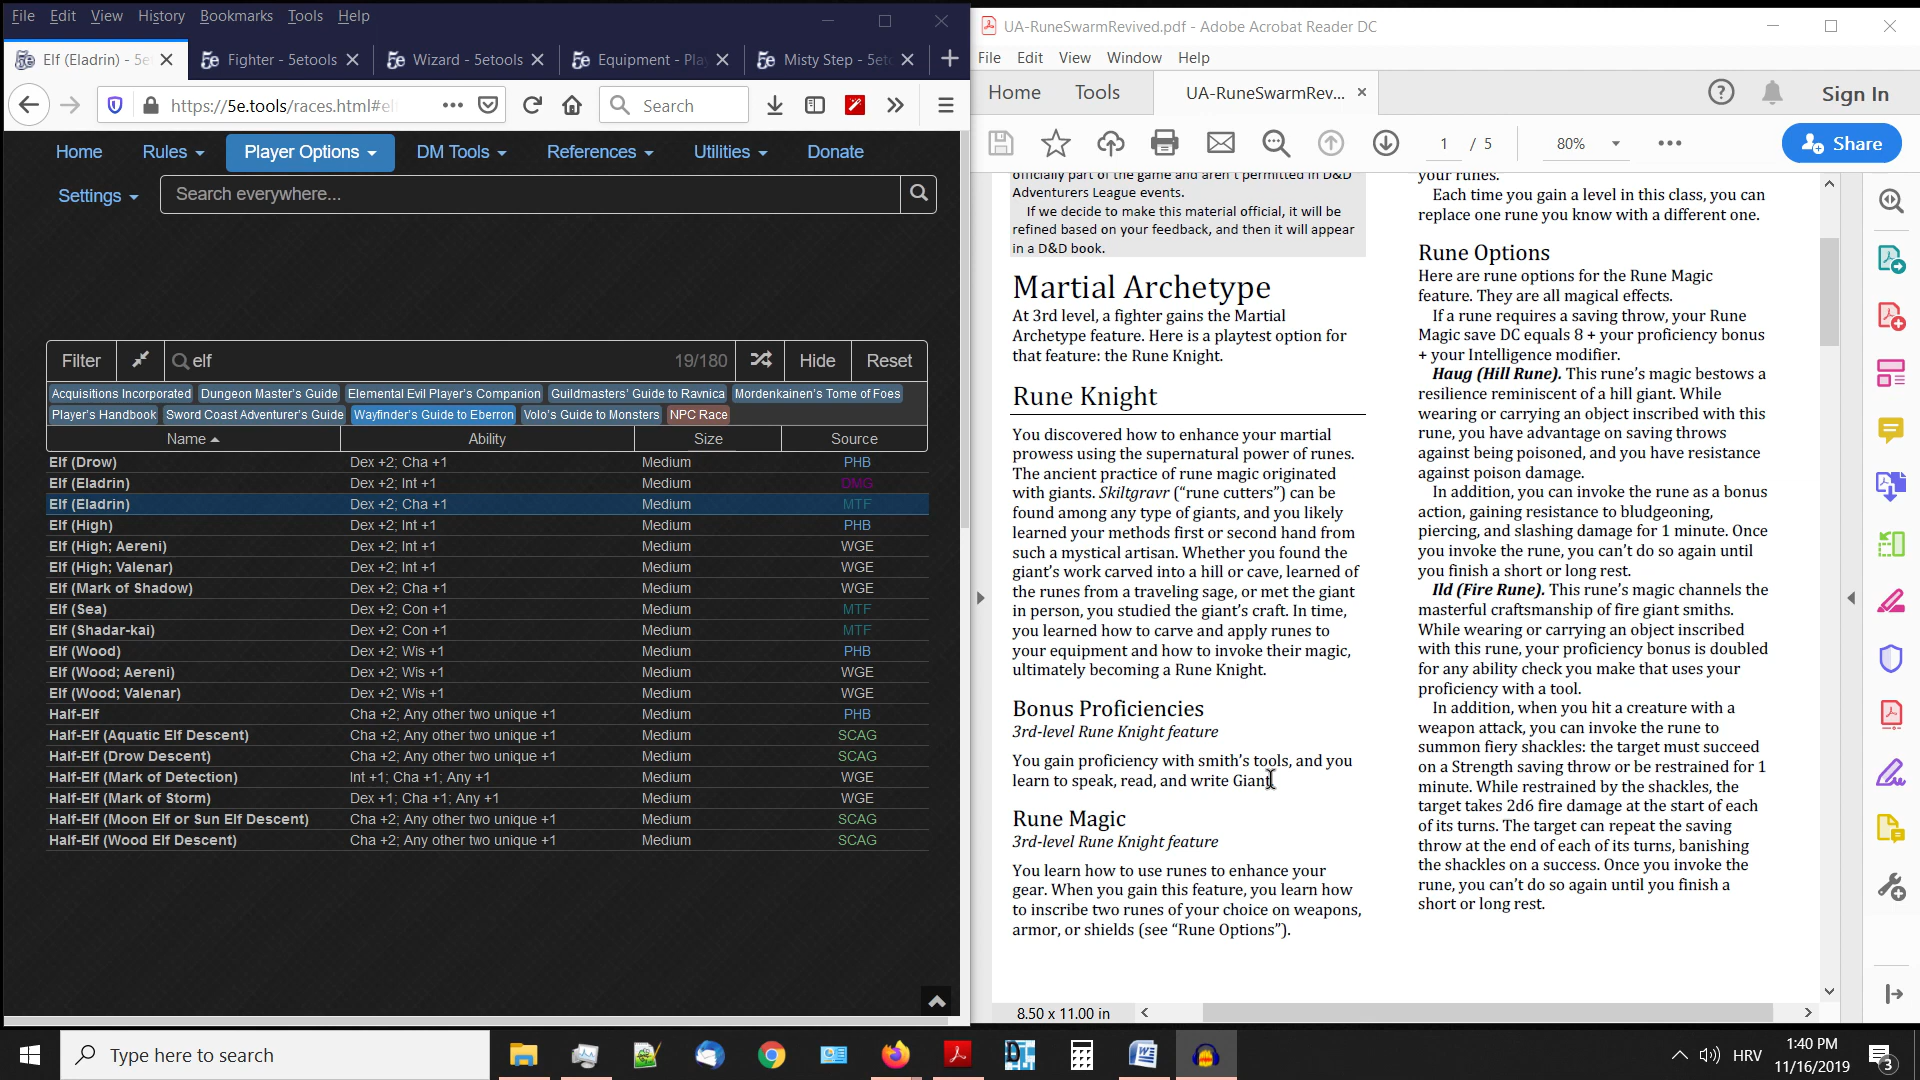 File Edit View History Bookmarks Tools Help
Elf (Eladrin) - 5e
Fighter - 5etools
Wizard - 5etools
Equipment - Play
Misty Step - 5eto
https://5e.tools/races.html#el
Search
Home Rules Player Options DM Tools References Utilities Donate
Settings Search everywhere...
Filter elf 19/180 Hide Reset
Acquisitions Incorporated Dungeon Master's Guide Elemental Evil Player's Companion Guildmasters' Guide to Ravnica Mordenkainen's Tome of Foes
Player's Handbook Sword Coast Adventurer's Guide Wayfinder's Guide to Eberron Volo's Guide to Monsters NPC Race
Name Ability Size Source
Elf (Drow) Dex +2; Cha +1 Medium PHB
Elf (Eladrin) Dex +2; Int +1 Medium DMG
Elf (Eladrin) Dex +2; Cha +1 Medium MTF
Elf (High) Dex +2; Int +1 Medium PHB
Elf (High; Aereni) Dex +2; Int +1 Medium WGE
Elf (High; Valenar) Dex +2; Int +1 Medium WGE
Elf (Mark of Shadow) Dex +2; Cha +1 Medium WGE
Elf (Sea) Dex +2; Con +1 Medium MTF
Elf (Shadar-kai) Dex +2; Con +1 Medium MTF
Elf (Wood) Dex +2; Wis +1 Medium PHB
Elf (Wood; Aereni) Dex +2; Wis +1 Medium WGE
Elf (Wood; Valenar) Dex +2; Wis +1 Medium WGE
Half-Elf Cha +2; Any other two unique +1 Medium PHB
Half-Elf (Aquatic Elf Descent) Cha +2; Any other two unique +1 Medium SCAG
Half-Elf (Drow Descent) Cha +2; Any other two unique +1 Medium SCAG
Half-Elf (Mark of Detection) Int +1; Cha +1; Any +1 Medium WGE
Half-Elf (Mark of Storm) Dex +1; Cha +1; Any +1 Medium WGE
Half-Elf (Moon Elf or Sun Elf Descent) Cha +2; Any other two unique +1 Medium SCAG
Half-Elf (Wood Elf Descent) Cha +2; Any other two unique +1 Medium SCAG
UA-RuneSwarmRevived.pdf - Adobe Acrobat Reader DC
File Edit View Window Help
Home Tools UA-RuneSwarmRev... Sign In
1 / 5 80% Share
officially part of the game and aren't permitted in D&D
Adventurers League events.
If we decide to make this material official, it will be
refined based on your feedback, and then it will appear
in a D&D book.
Martial Archetype
At 3rd level, a fighter gains the Martial
Archetype feature. Here is a playtest option for
that feature: the Rune Knight.
Rune Knight
You discovered how to enhance your martial
prowess using the supernatural power of runes.
The ancient practice of rune magic originated
with giants. Skiltgravr ("rune cutters") can be
found among any type of giants, and you likely
learned your methods first or second hand from
such a mystical artisan. Whether you found the
giant's work carved into a hill or cave, learned of
the runes from a traveling sage, or met the giant
in person, you studied the giant's craft. In time,
you learned how to carve and apply runes to
your equipment and how to invoke their magic,
ultimately becoming a Rune Knight.
Bonus Proficiencies
3rd-level Rune Knight feature
You gain proficiency with smith's tools, and you
learn to speak, read, and write Giant.
Rune Magic
3rd-level Rune Knight feature
You learn how to use runes to enhance your
gear. When you gain this feature, you learn how
to inscribe two runes of your choice on weapons,
armor, or shields (see "Rune Options").
your runes.
Each time you gain a level in this class, you can
replace one rune you know with a different one.
Rune Options
Here are rune options for the Rune Magic
feature. They are all magical effects.
If a rune requires a saving throw, your Rune
Magic save DC equals 8 + your proficiency bonus
+ your Intelligence modifier.
Haug (Hill Rune). This rune's magic bestows a
resilience reminiscent of a hill giant. While
wearing or carrying an object inscribed with this
rune, you have advantage on saving throws
against being poisoned, and you have resistance
against poison damage.
In addition, you can invoke the rune as a bonus
action, gaining resistance to bludgeoning,
piercing, and slashing damage for 1 minute. Once
you invoke the rune, you can't do so again until
you finish a short or long rest.
Ild (Fire Rune). This rune's magic channels the
masterful craftsmanship of fire giant smiths.
While wearing or carrying an object inscribed
with this rune, your proficiency bonus is doubled
for any ability check you make that uses your
proficiency with a tool.
In addition, when you hit a creature with a
weapon attack, you can invoke the rune to
summon fiery shackles: the target must succeed
on a Strength saving throw or be restrained for 1
minute. While restrained by the shackles, the
target takes 2d6 fire damage at the start of each
of its turns. The target can repeat the saving
throw at the end of each of its turns, banishing
the shackles on a success. Once you invoke the
rune, you can't do so again until you finish a
short or long rest.
8.50 x 11.00 in
Type here to search
HRV
1:40 PM
11/16/2019
3